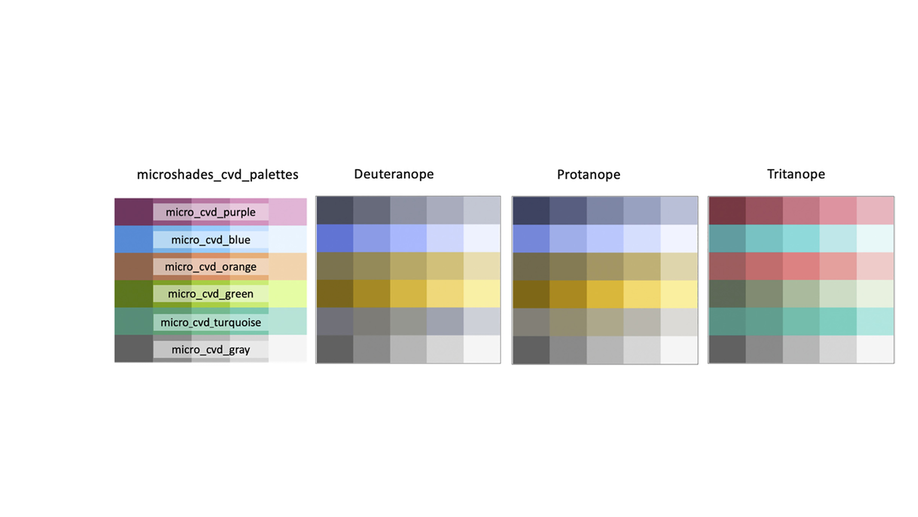 microshades_cvd_palettes
Deuteranope
Protanope
Tritanope
micro_cvd_purple
micro_cvd_blue
micro_cvd_orange
micro_cvd_green
micro_cvd_turquoise
micro_cvd_gray